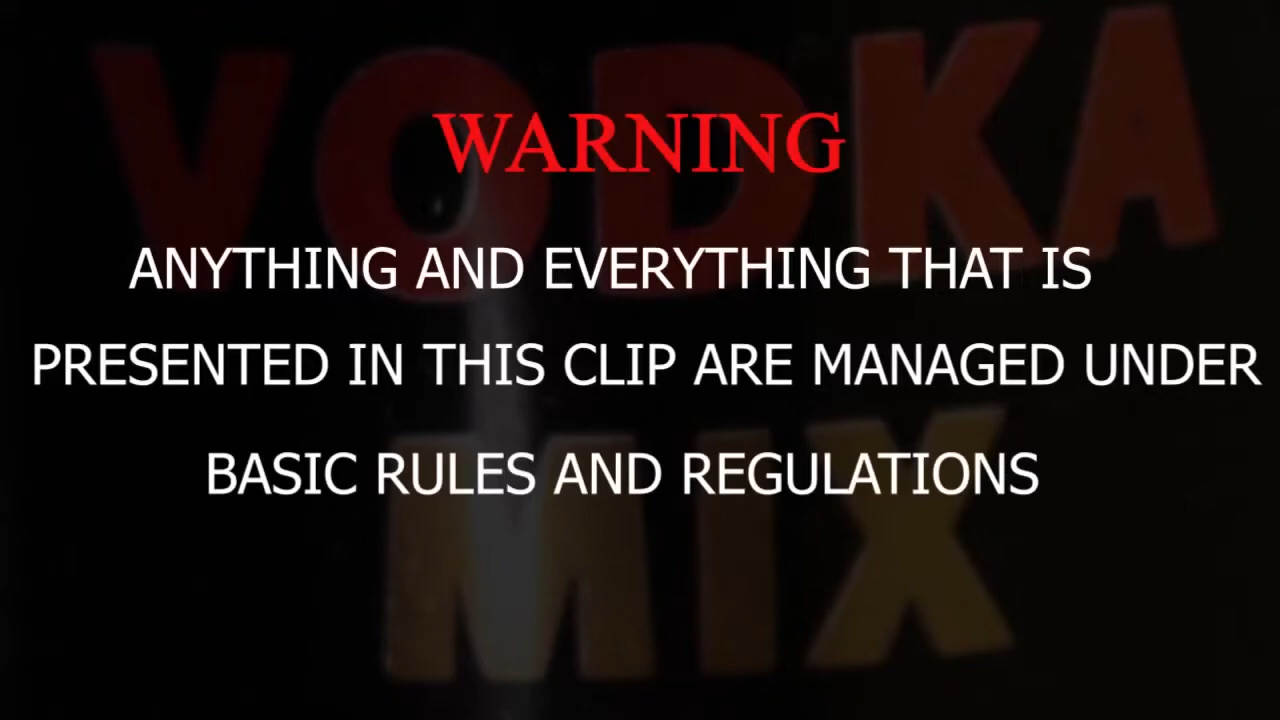 VODKA
WARNING
ANYTHING AND EVERYTHING THAT IS
PRESENTED IN THIS CLIP ARE MANAGED UNDER
MIX
BASIC RULES AND REGULATIONS